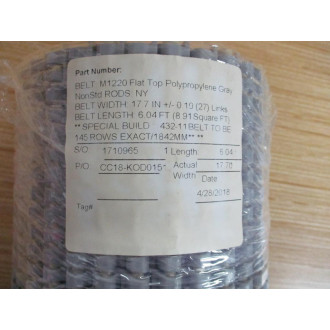 Part Number:
BELT M1220 Flat Top Polypropylene Gray
NonStd RODS: NY
BELT WIDTH: 17.7 IN +/- 0.10 (27) Links
BELT LENGTH: 6.04 FT (8.91 Square FT)
** SPECIAL BUILD 432-11 BELT TO BE
145 ROWS EXACT/1842MM** **
S/O 1710965 1 Length 6.04
P/O CC18-KOD0151 Actual 17.76
Width Date
4/28/2018
Tag#